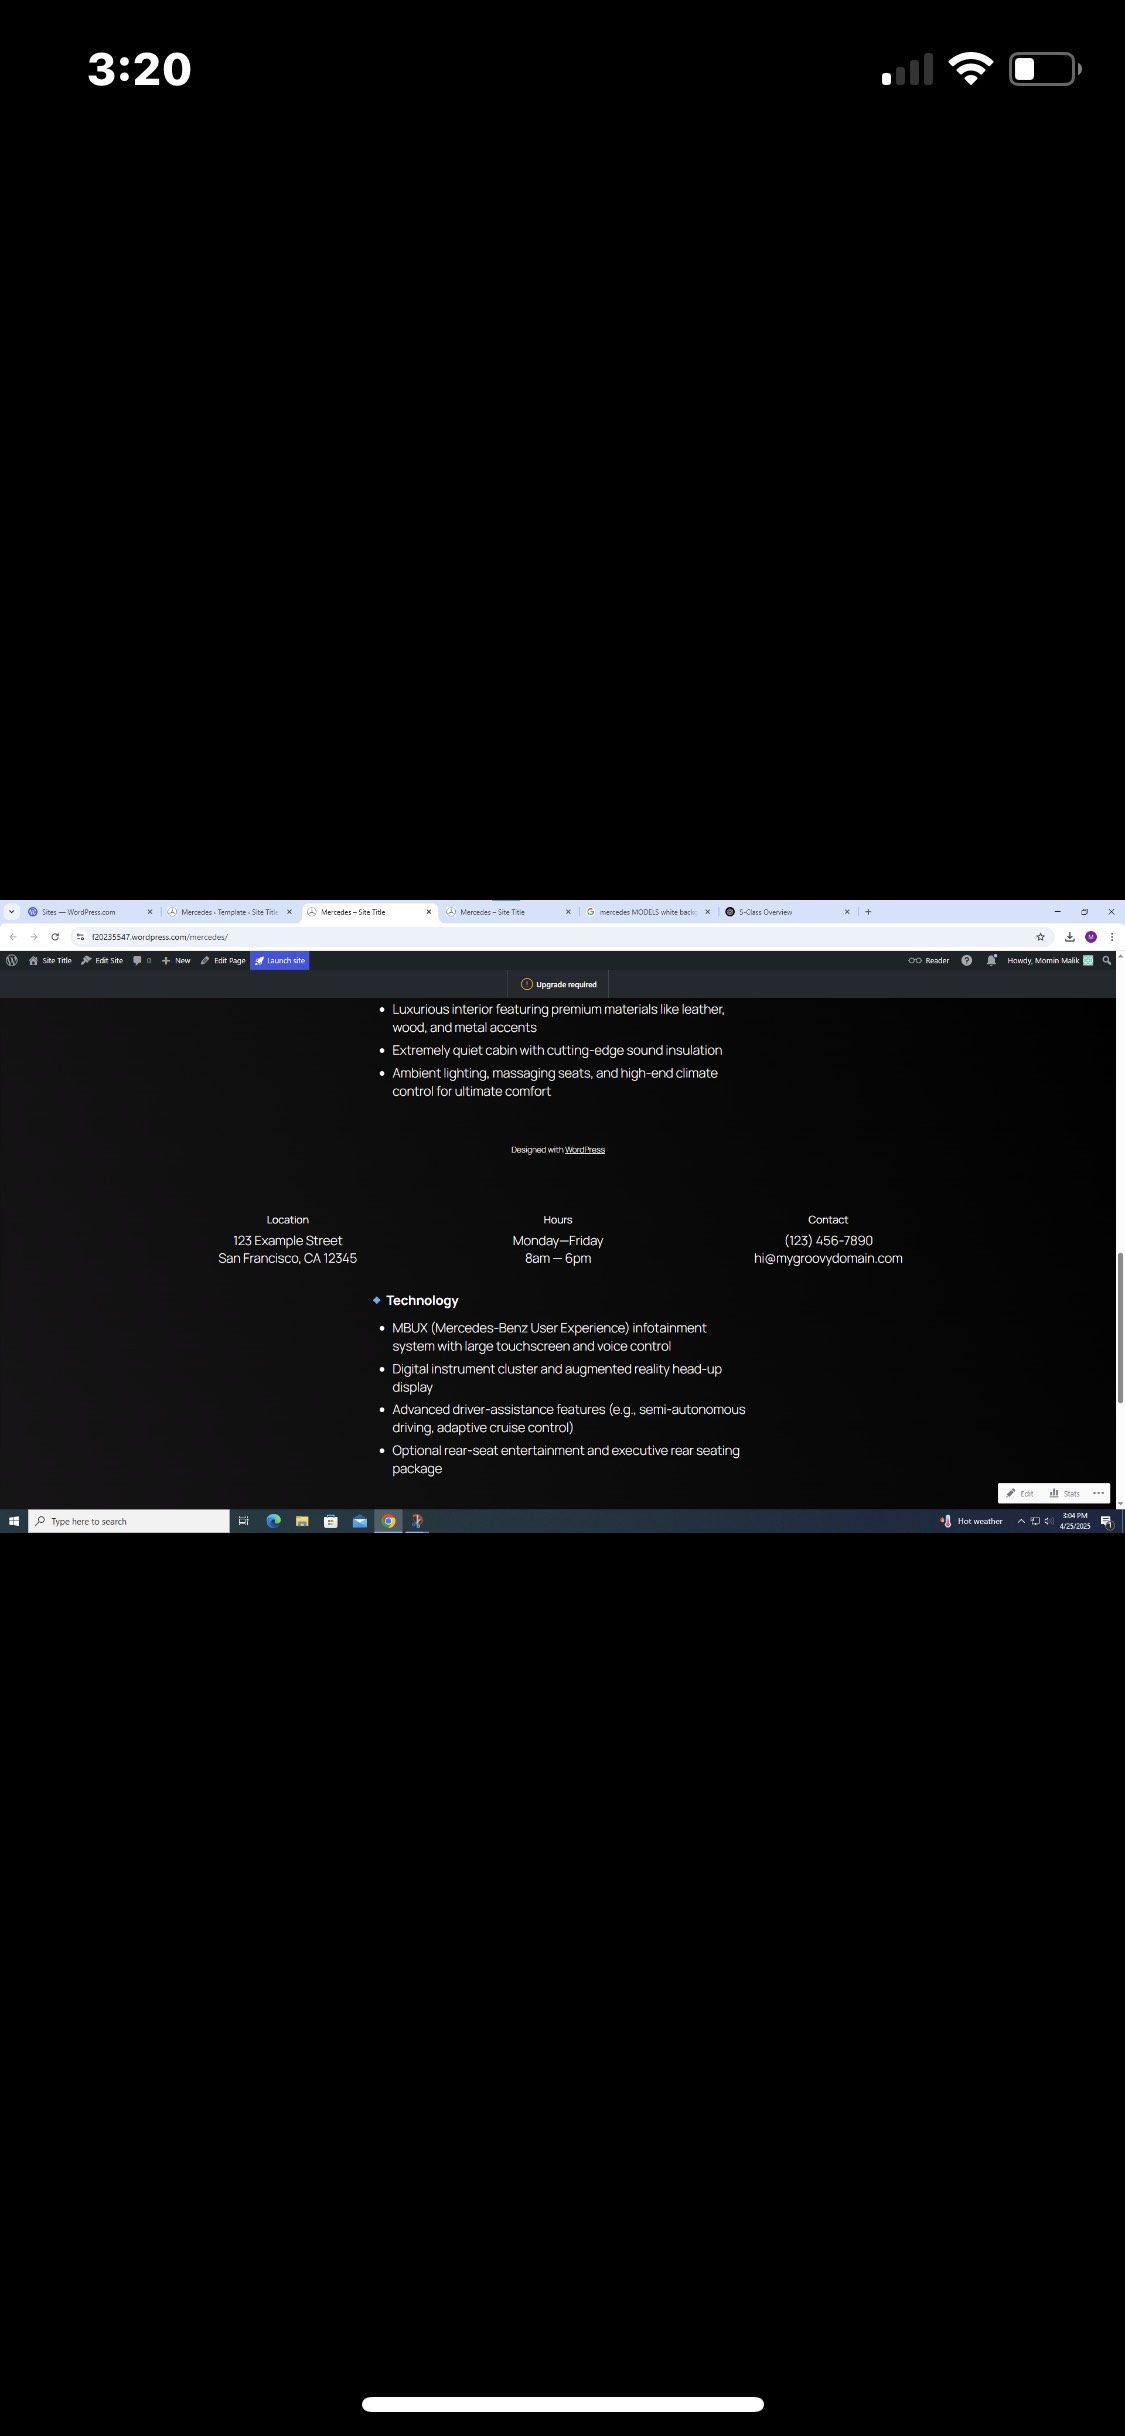 3:20
Sites — WordPress.com
Mercedes ‹ Template ‹ Site Title
Mercedes – Site Title
Mercedes – Site Title
mercedes MODELS white backg
S-Class Overview
f20235547.wordpress.com/mercedes/
M
Site Title
Edit Site
0
New
Edit Page
Launch site
Reader
Howdy, Momin Malik
Upgrade required
• Luxurious interior featuring premium materials like leather,
wood, and metal accents
• Extremely quiet cabin with cutting-edge sound insulation
• Ambient lighting, massaging seats, and high-end climate
control for ultimate comfort
Designed with WordPress
Location
123 Example Street
San Francisco, CA 12345
Hours
Monday—Friday
8am — 6pm
Contact
(123) 456-7890
hi@mygroovydomain.com
Technology
• MBUX (Mercedes-Benz User Experience) infotainment
system with large touchscreen and voice control
• Digital instrument cluster and augmented reality head-up
display
• Advanced driver-assistance features (e.g., semi-autonomous
driving, adaptive cruise control)
• Optional rear-seat entertainment and executive rear seating
package
Edit
Stats
Type here to search
Hot weather
3:04 PM
4/25/2025
1